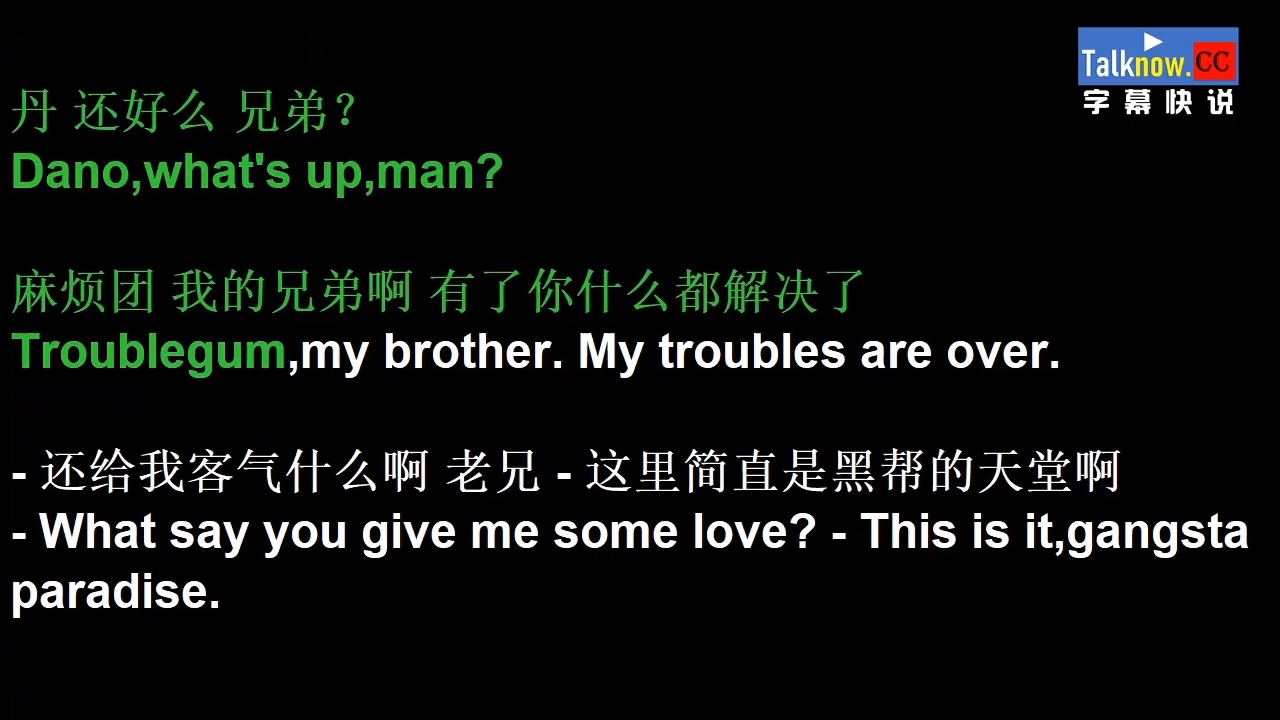 Talknow.CC
字幕快说
丹 还好么 兄弟?
Dano,what's up,man?
麻烦团 我的兄弟啊 有了你什么都解决了
Troublegum,my brother. My troubles are over.
- 还给我客气什么啊 老兄 - 这里简直是黑帮的天堂啊
- What say you give me some love? - This is it,gangsta
paradise.